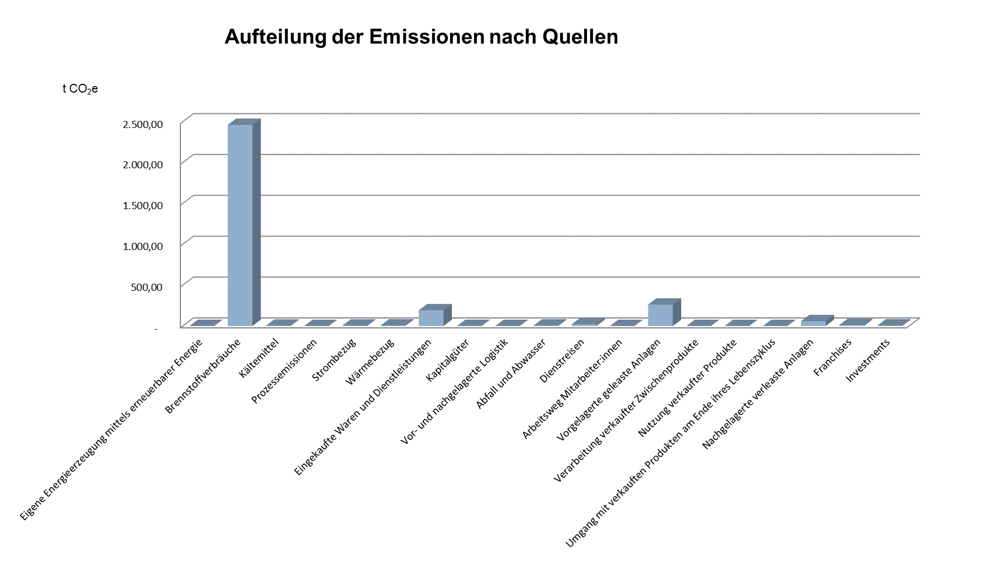 Aufteilung der Emissionen nach Quellen
t CO₂e
2.500,00
2.000,00
1.500,00
1.000,00
500,00
-
Eigene Energieerzeugung mittels erneuerbarer Energie
Brennstoffverbräuche
Kältemittel
Prozessemissionen
Strombezug
Wärmebezug
Eingekaufte Waren und Dienstleistungen
Kapitalgüter
Vor- und nachgelagerte Logistik
Abfall und Abwasser
Dienstreisen
Arbeitsweg Mitarbeiter:innen
Vorgelagerte geleaste Anlagen
Verarbeitung verkaufter Zwischenprodukte
Nutzung verkaufter Produkte
Umgang mit verkauften Produkten am Ende ihres Lebenszyklus
Nachgelagerte verleaste Anlagen
Franchises
Investments